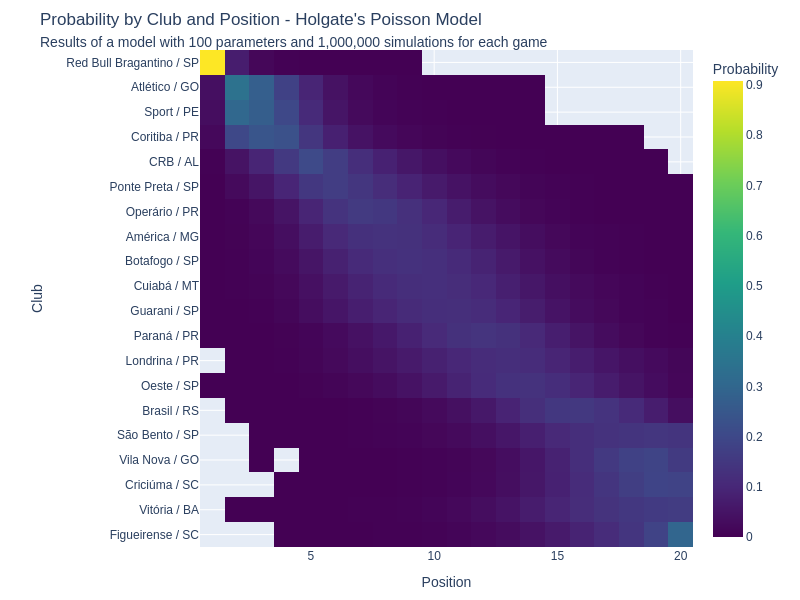 Probability by Club and Position - Holgate's Poisson Model
Results of a model with 100 parameters and 1,000,000 simulations for each game
Red Bull Bragantino / SP
Atlético / GO
Sport / PE
Coritiba / PR
CRB / AL
Ponte Preta / SP
Operário / PR
América / MG
Botafogo / SP
Cuiabá / MT
Guarani / SP
Paraná / PR
Londrina / PR
Oeste / SP
Brasil / RS
São Bento / SP
Vila Nova / GO
Criciúma / SC
Vitória / BA
Figueirense / SC
Club
5 10 15 20
Position
Probability
0.9
0.8
0.7
0.6
0.5
0.4
0.3
0.2
0.1
0